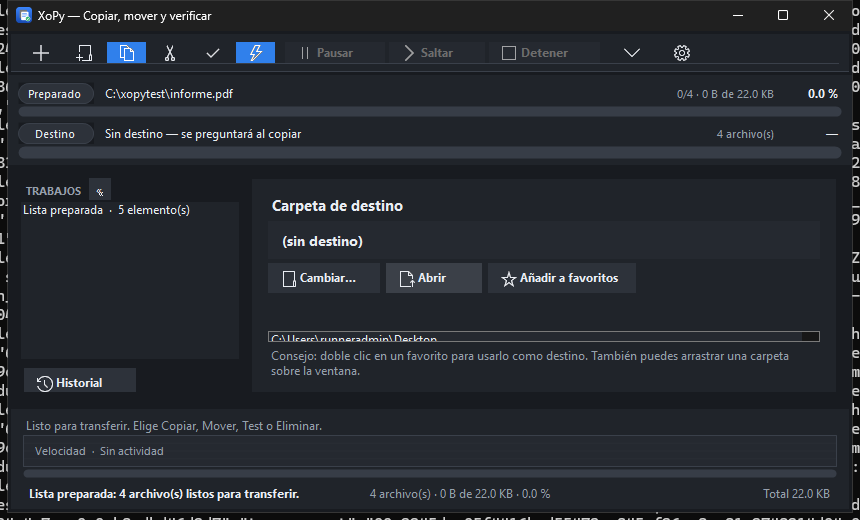 XoPy — Copiar, mover y verificar
Pausar
Saltar
Detener
Preparado C:\xopytest\informe.pdf 0/4 · 0 B de 22.0 KB 0.0 %
Destino Sin destino — se preguntará al copiar 4 archivo(s) —
TRABAJOS «
Lista preparada · 5 elemento(s)
Historial
Carpeta de destino
(sin destino)
Cambiar...
Abrir
Añadir a favoritos
C:\Users\runneradmin\Desktop
Consejo: doble clic en un favorito para usarlo como destino. También puedes arrastrar una carpeta
sobre la ventana.
Listo para transferir. Elige Copiar, Mover, Test o Eliminar.
Velocidad · Sin actividad
Lista preparada: 4 archivo(s) listos para transferir. 4 archivo(s) · 0 B de 22.0 KB · 0.0 % Total 22.0 KB